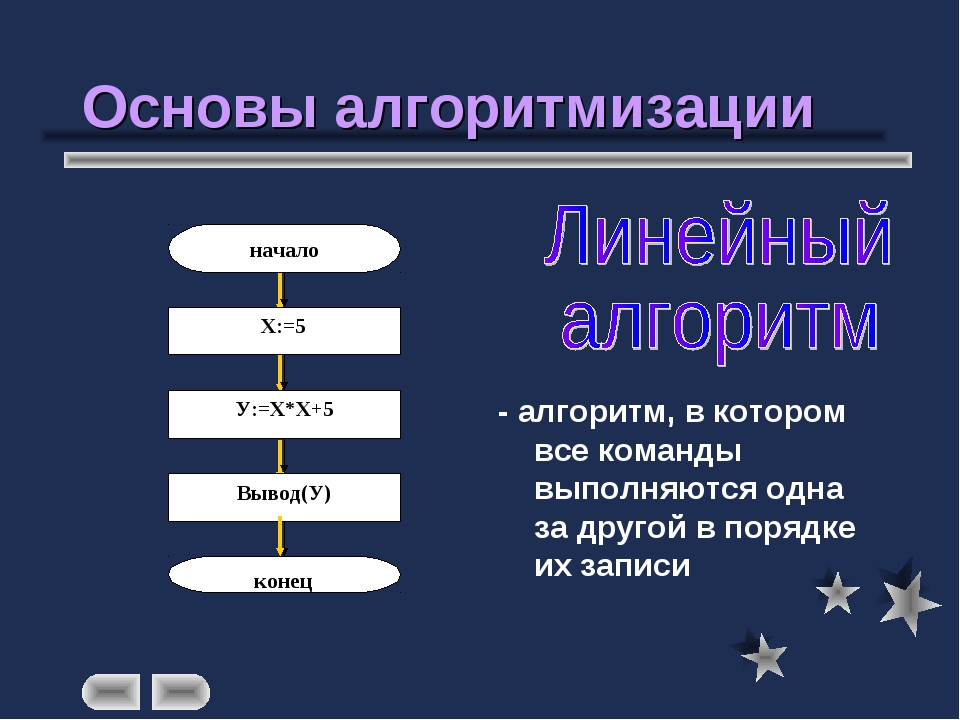 Основы алгоритмизации
начало
Х:=5
У:=Х*Х+5
Вывод(У)
конец
Линейный
алгоритм
- алгоритм, в котором
все команды
выполняются одна
за другой в порядке
их записи